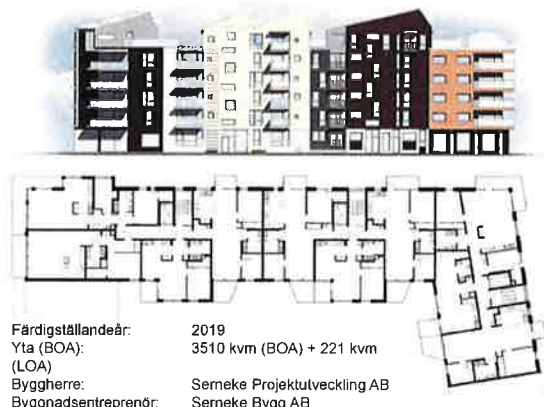 Färdigställandeår: 2019
Yta (BOA): 3510 kvm (BOA) + 221 kvm
(LOA)
Byggherre: Serneke Projektutveckling AB
Byggnadsentreprenör: Serneke Bygg AB